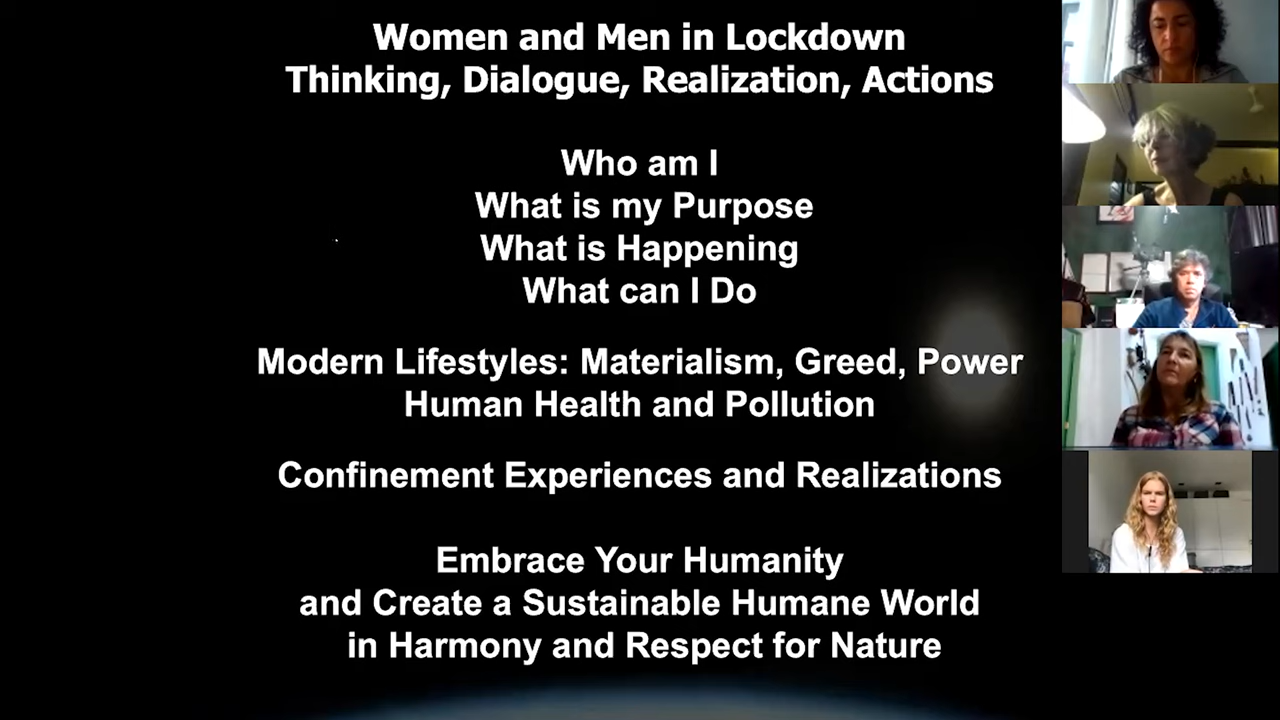 Women and Men in Lockdown
Thinking, Dialogue, Realization, Actions
Who am I
What is my Purpose
What is Happening
What can I Do
Modern Lifestyles: Materialism, Greed, Power
Human Health and Pollution
Confinement Experiences and Realizations
Embrace Your Humanity
and Create a Sustainable Humane World
in Harmony and Respect for Nature